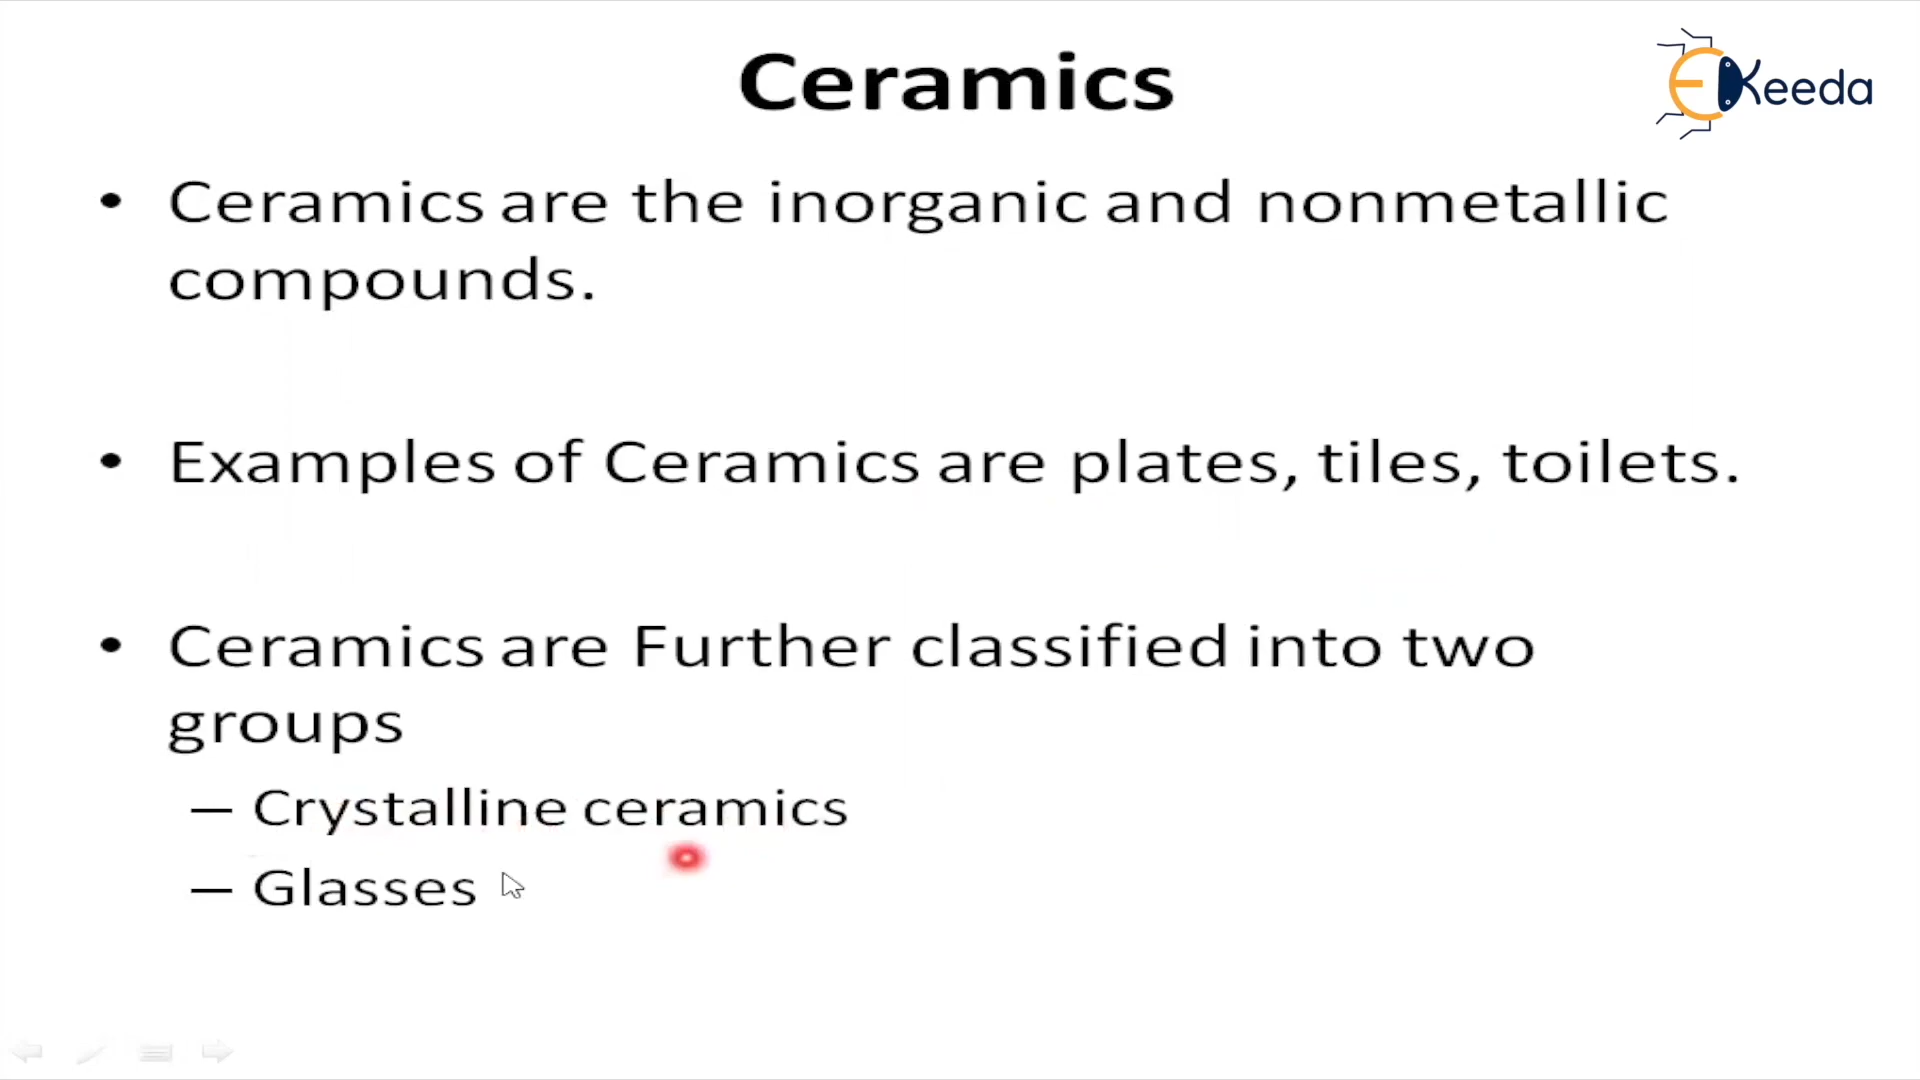 Ceramics
EKeeda
• Ceramics are the inorganic and nonmetallic
compounds.
• Examples of Ceramics are plates, tiles, toilets.
• Ceramics are Further classified into two
groups
– Crystalline ceramics
– Glasses